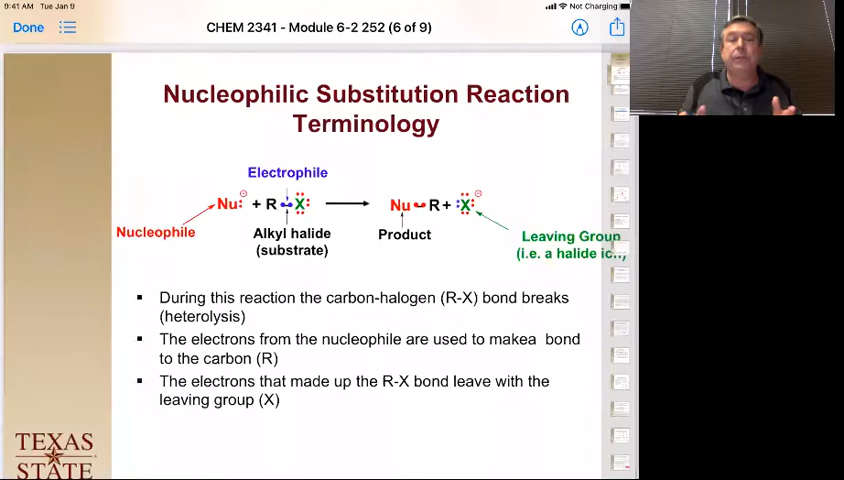 9:41 AM Tue Jan 9
Not Charging
Done
CHEM 2341 - Module 6-2 252 (6 of 9)
Nucleophilic Substitution Reaction
Terminology
Electrophile
Nu:⊖ + R X: → Nu R + :X:⊖
Nucleophile
Alkyl halide
(substrate)
Product
Leaving Group
(i.e. a halide ion)
▪ During this reaction the carbon-halogen (R-X) bond breaks
(heterolysis)
▪ The electrons from the nucleophile are used to makea bond
to the carbon (R)
▪ The electrons that made up the R-X bond leave with the
leaving group (X)
TEXAS
STATE